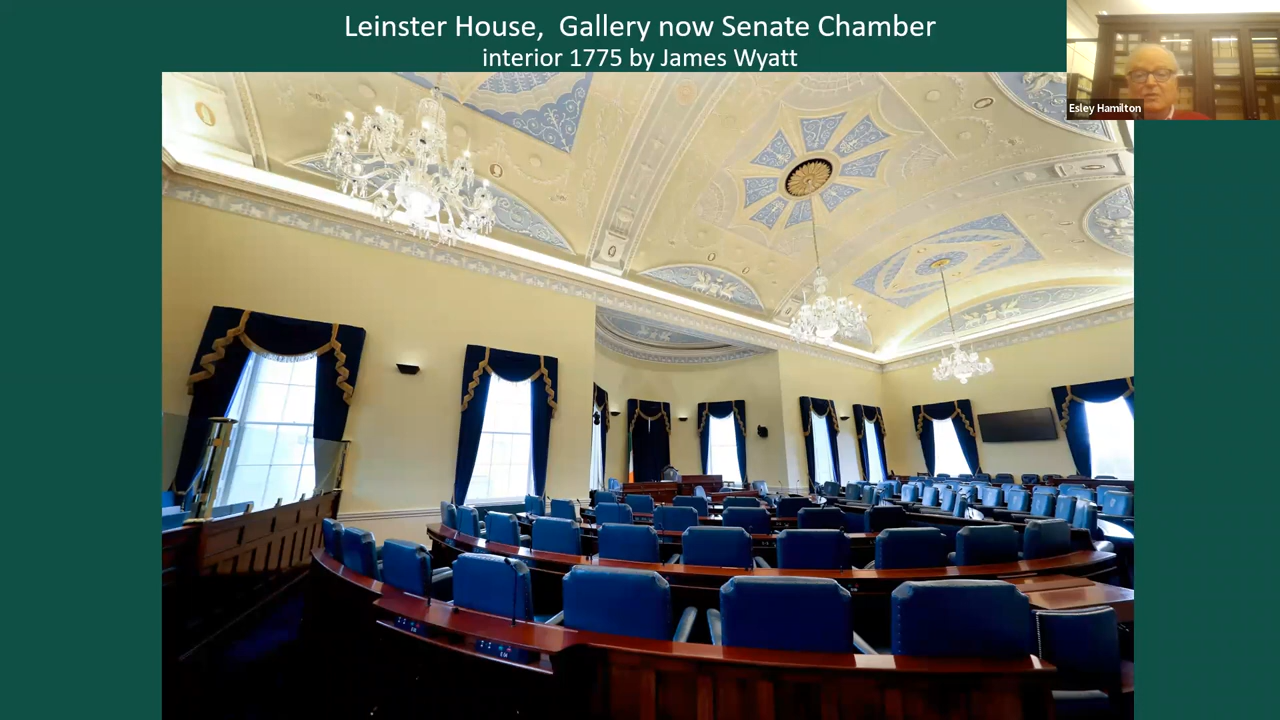 Leinster House, Gallery now Senate Chamber
interior 1775 by James Wyatt
Esley Hamilton